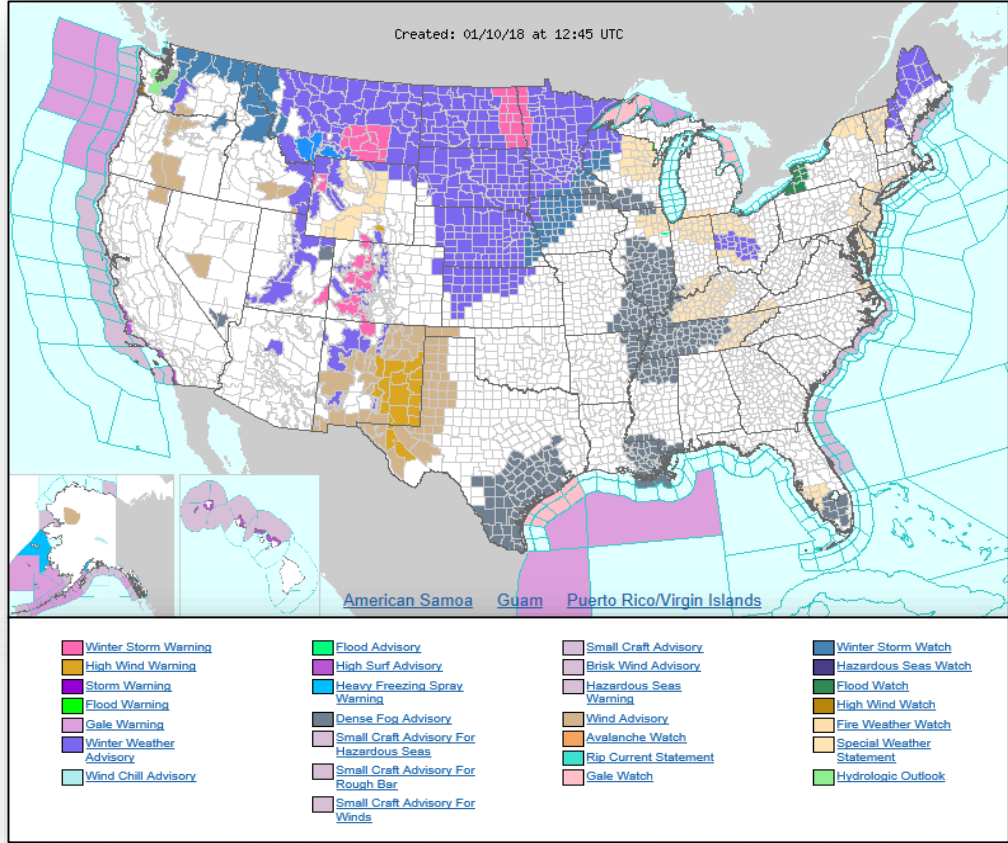 Created: 01/10/18 at 12:45 UTC
American Samoa Guam Puerto Rico/Virgin Islands
Winter Storm Warning
High Wind Warning
Storm Warning
Flood Warning
Gale Warning
Winter Weather
Advisory
Wind Chill Advisory
Flood Advisory
High Surf Advisory
Heavy Freezing Spray
Warning
Dense Fog Advisory
Small Craft Advisory For
Hazardous Seas
Small Craft Advisory For
Rough Bar
Small Craft Advisory For
Winds
Small Craft Advisory
Brisk Wind Advisory
Hazardous Seas
Warning
Wind Advisory
Avalanche Watch
Rip Current Statement
Gale Watch
Winter Storm Watch
Hazardous Seas Watch
Flood Watch
High Wind Watch
Fire Weather Watch
Special Weather
Statement
Hydrologic Outlook